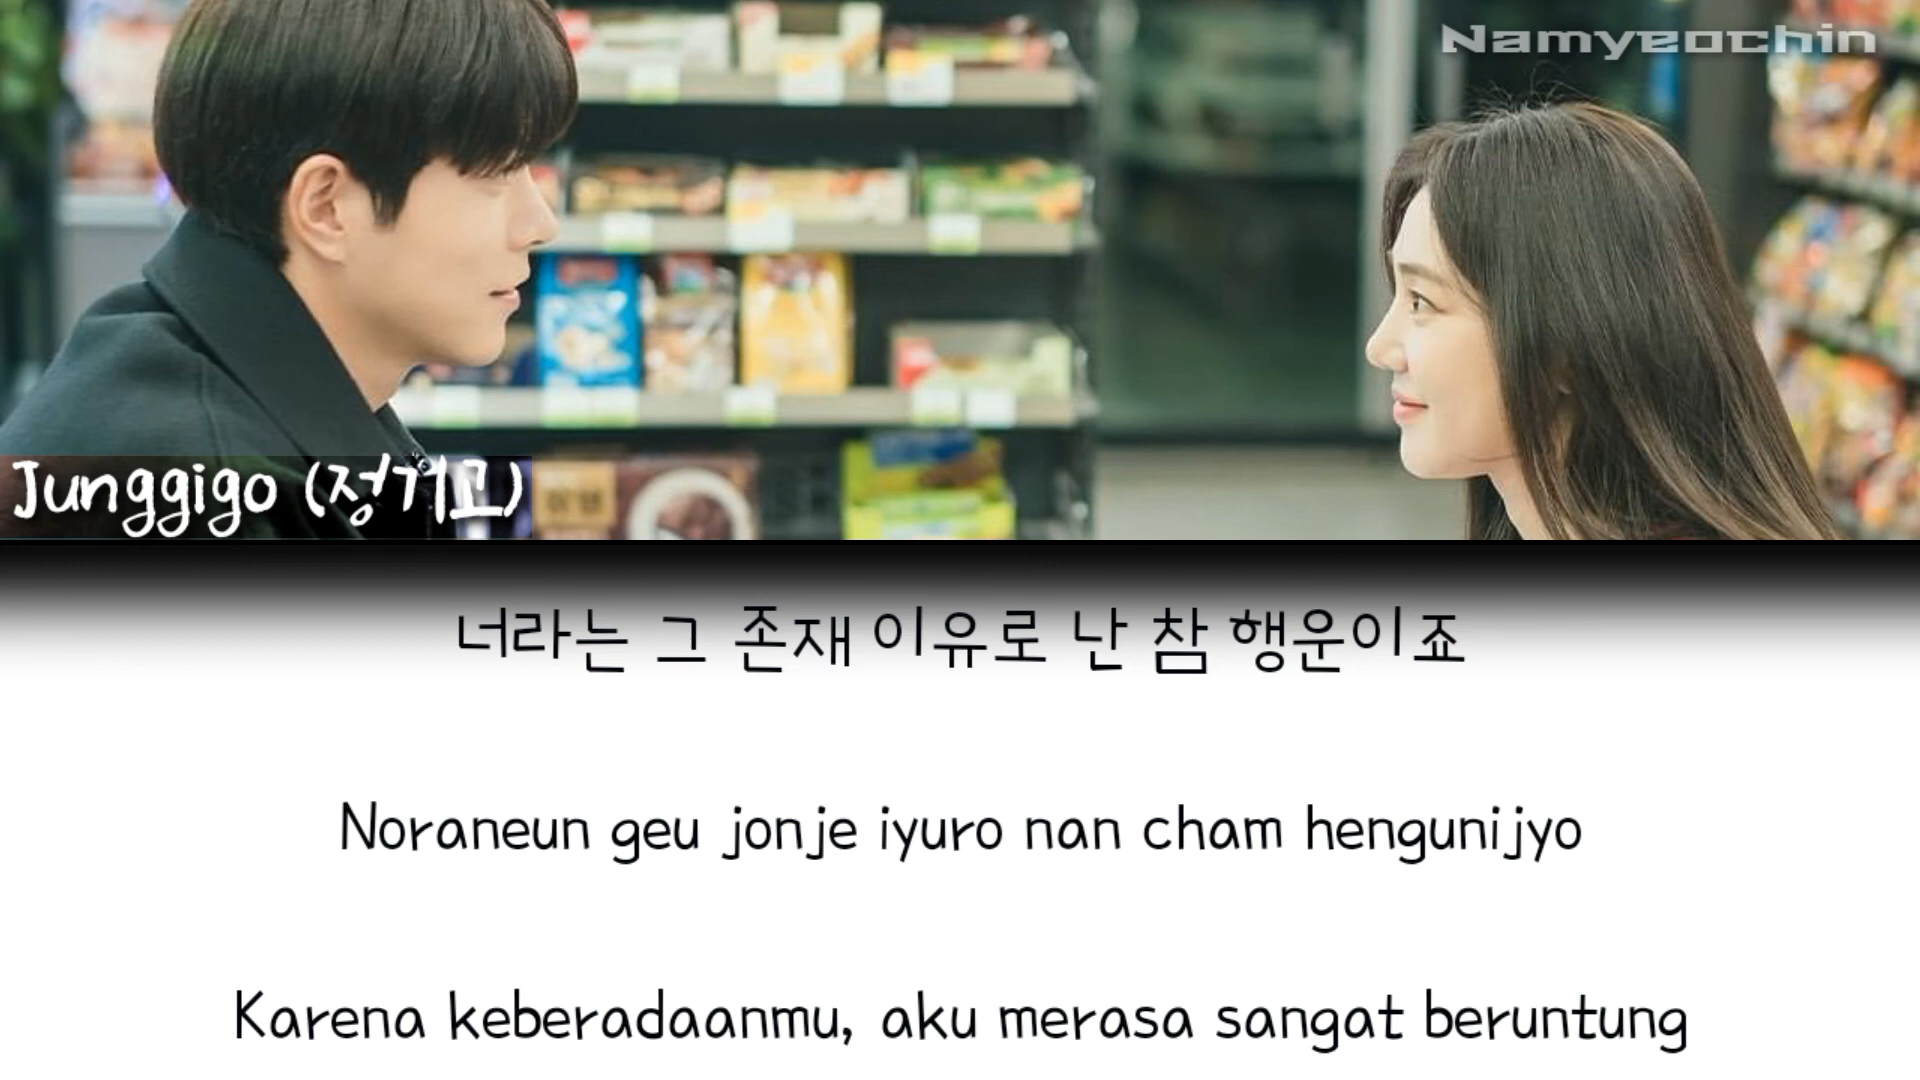 Namyeochin
Junggigo (정기고)
너라는 그 존재 이유로 난 참 행운이죠
Noraneun geu jonje iyuro nan cham hengunijyo
Karena keberadaanmu, aku merasa sangat beruntung